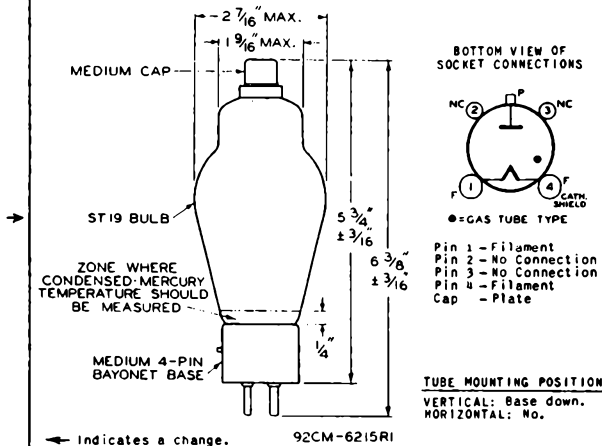 2 7/16" MAX.
1 9/16" MAX.
MEDIUM CAP
ST19 BULB
ZONE WHERE
CONDENSED-MERCURY
TEMPERATURE SHOULD
BE MEASURED
MEDIUM 4-PIN
BAYONET BASE
5 3/4"
± 3/16"
6 3/8"
± 3/16"
1/4"
BOTTOM VIEW OF
SOCKET CONNECTIONS
P
NC 2
3 NC
F 1
4 F
CATH.
SHIELD
●=GAS TUBE TYPE
Pin 1 - Filament
Pin 2 - No Connection
Pin 3 - No Connection
Pin 4 - Filament
Cap - Plate
TUBE MOUNTING POSITION
VERTICAL: Base down.
HORIZONTAL: No.
← Indicates a change.
92CM-6215R1